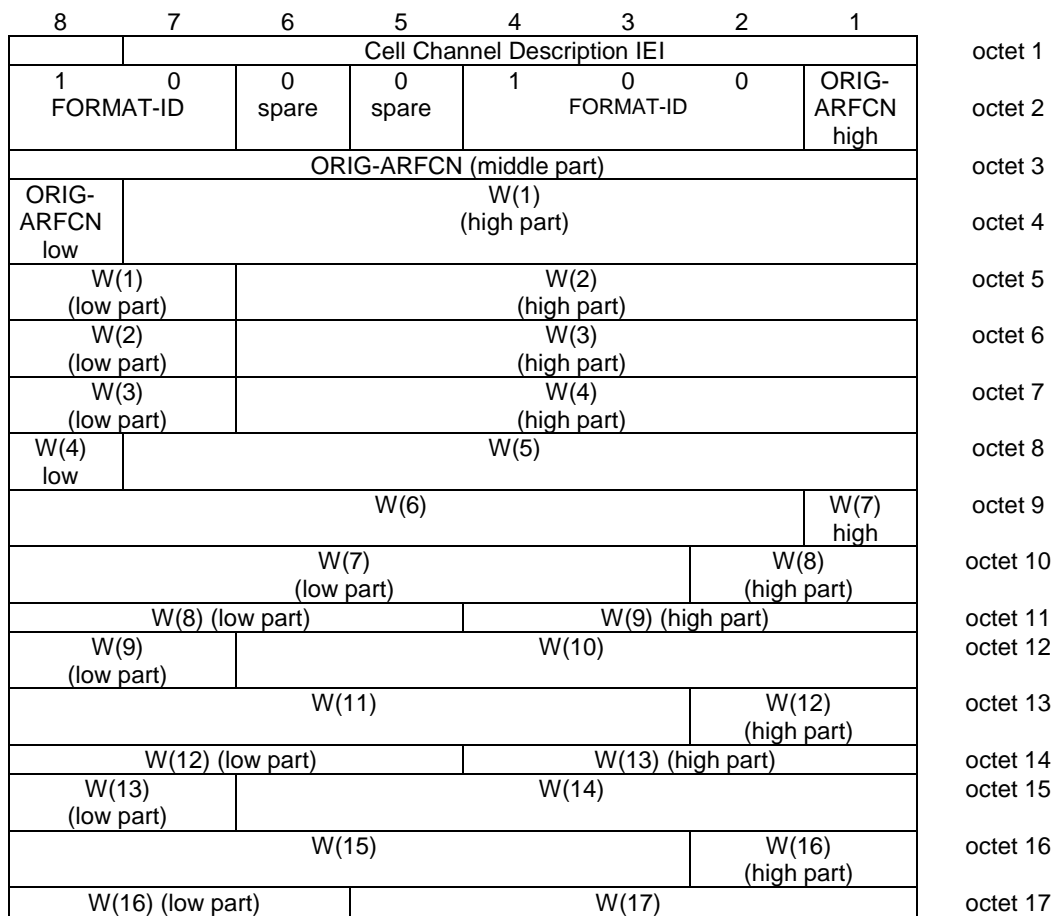 8 7 6 5 4 3 2 1
Cell Channel Description IEI octet 1
1 0 0 0 1 0 0 ORIG-
FORMAT-ID spare spare FORMAT-ID ARFCN octet 2
high
ORIG-ARFCN (middle part) octet 3
ORIG- W(1)
ARFCN (high part) octet 4
low
W(1) W(2) octet 5
(low part) (high part)
W(2) W(3) octet 6
(low part) (high part)
W(3) W(4) octet 7
(low part) (high part)
W(4) W(5) octet 8
low
W(6) W(7) octet 9
high
W(7) W(8) octet 10
(low part) (high part)
W(8) (low part) W(9) (high part) octet 11
W(9) W(10) octet 12
(low part)
W(11) W(12) octet 13
(high part)
W(12) (low part) W(13) (high part) octet 14
W(13) W(14) octet 15
(low part)
W(15) W(16) octet 16
(high part)
W(16) (low part) W(17) octet 17